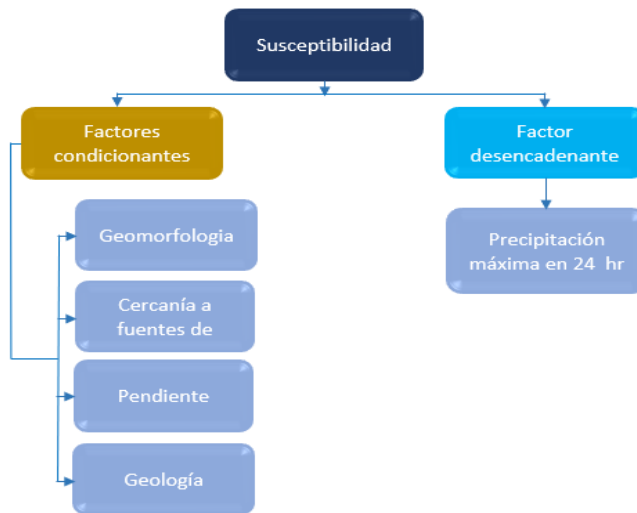 Susceptibilidad
Factores
condicionantes
Geomorfologia
Cercanía a
fuentes de
Pendiente
Geología
Factor
desencadenante
Precipitación
máxima en 24 hr